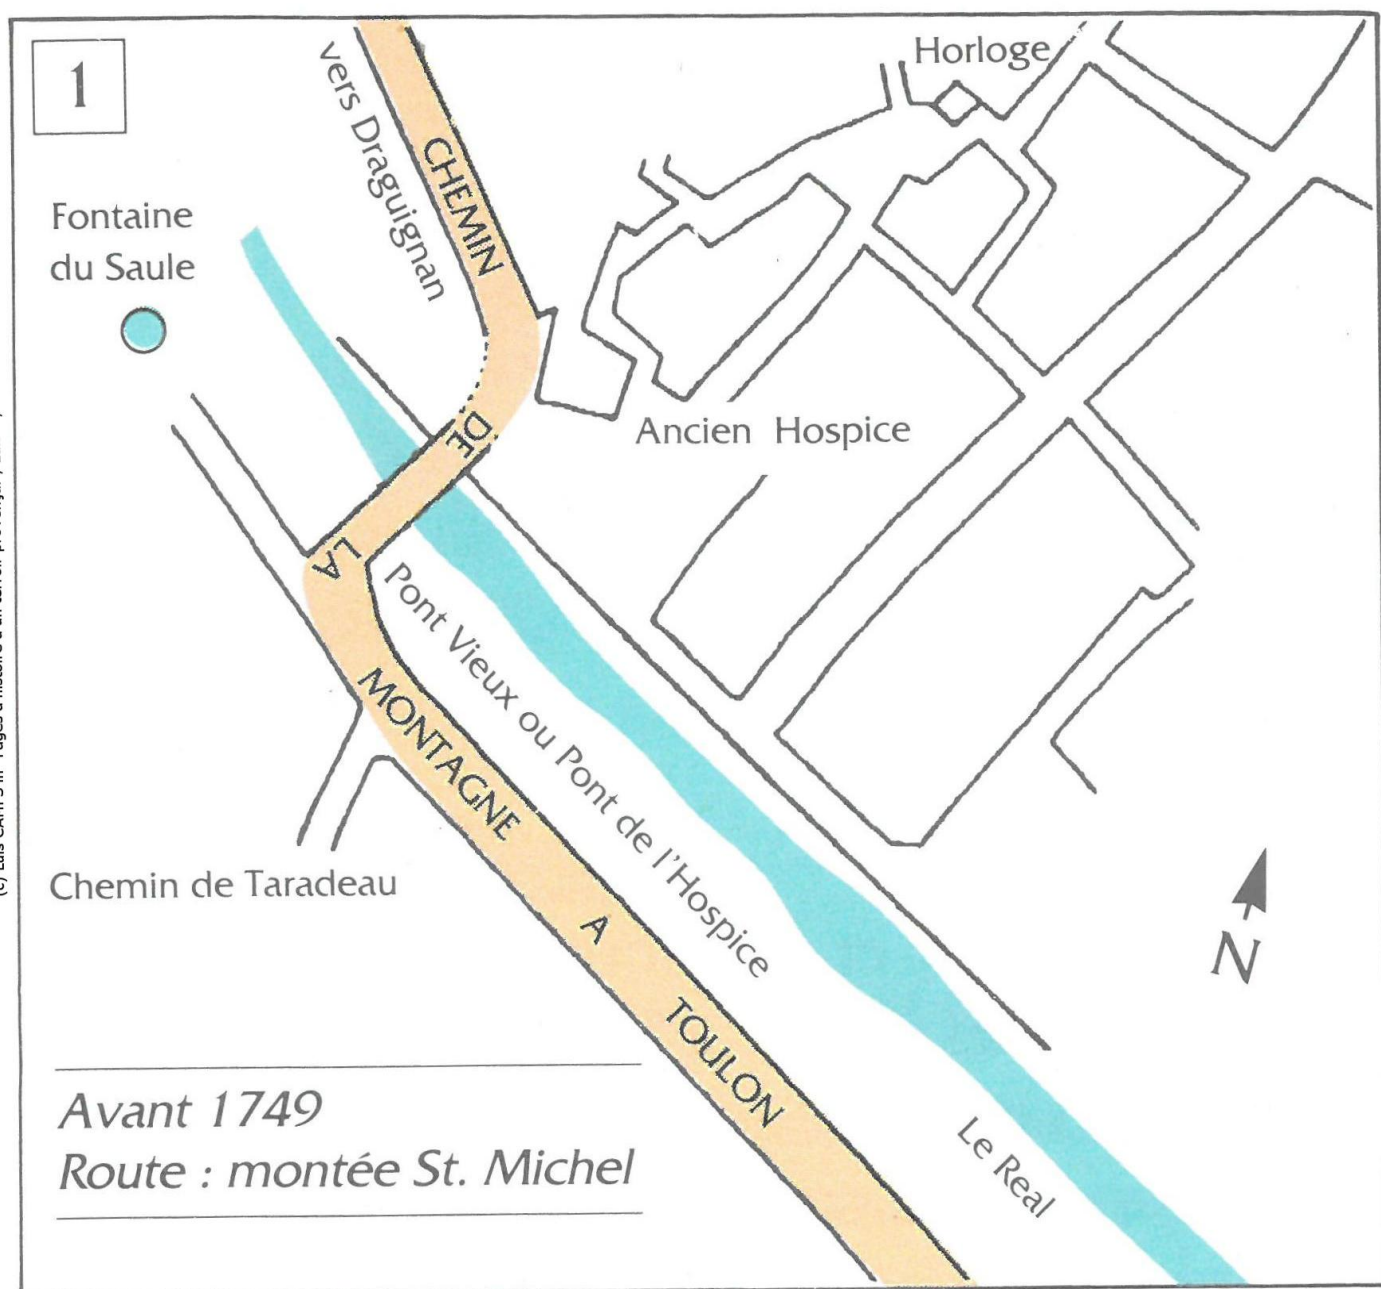 1
Horloge
vers Draguignan
CHEMIN
DE
LA
MONTAGNE
A
TOULON
Fontaine
du Saule
Ancien Hospice
Pont Vieux ou Pont de l'Hospice
Chemin de Taradeau
N
Le Real
Avant 1749
Route : montée St. Michel